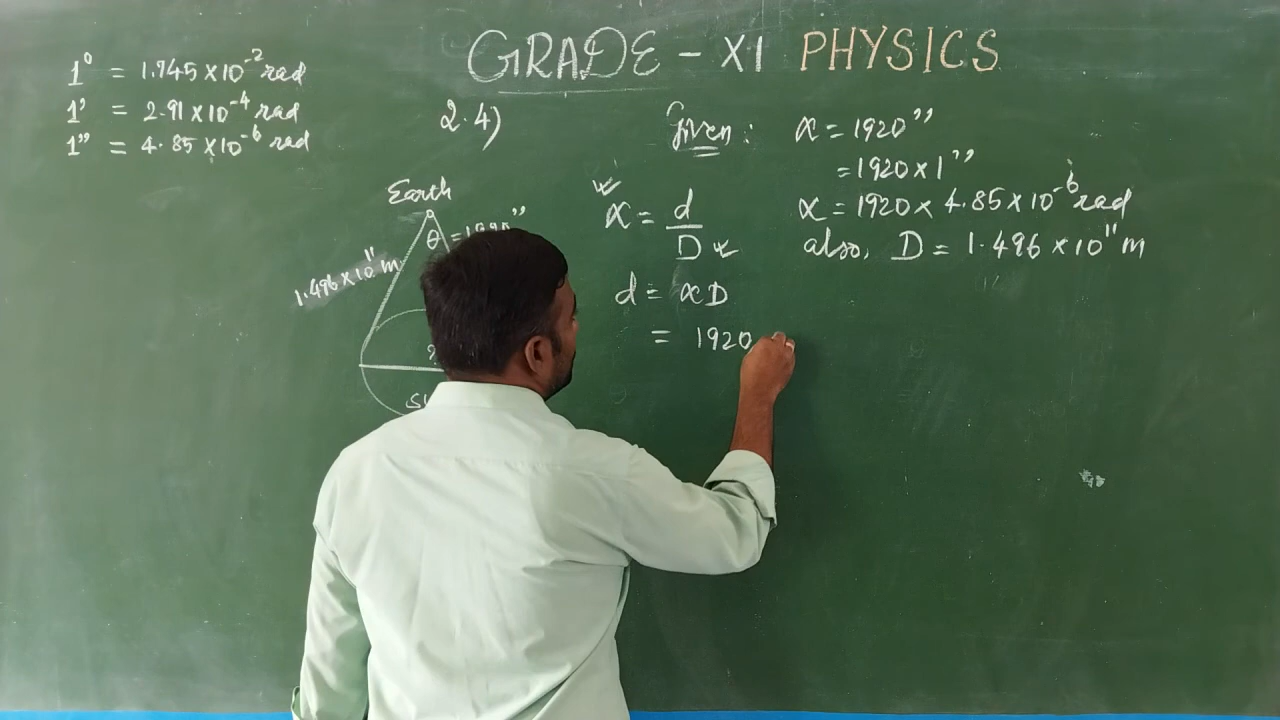 GRADE - XI PHYSICS
1° = 1.745 × 10⁻² rad
1' = 2.91 × 10⁻⁴ rad
1" = 4.85 × 10⁻⁶ rad
2.4)
Given: α = 1920"
= 1920 × 1"
α = 1920 × 4.85 × 10⁻⁶ rad
also, D = 1.496 × 10¹¹ m
Earth
θ =
1.496 × 10¹¹ m
α = d/D
d = αD
= 1920